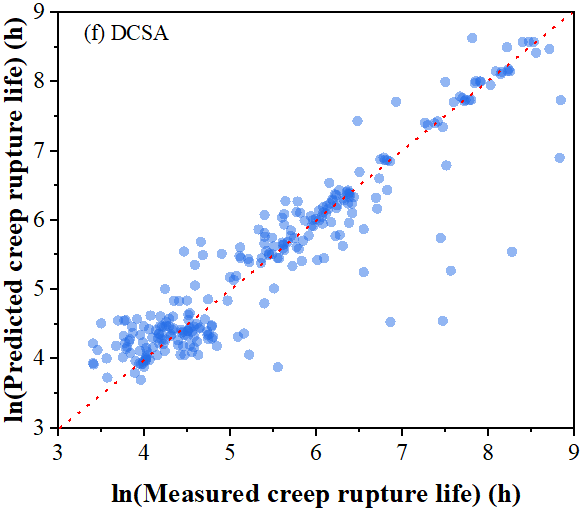 (f) DCSA
ln(Predicted creep rupture life) (h)
9
8
7
6
5
4
3
3 4 5 6 7 8 9
ln(Measured creep rupture life) (h)